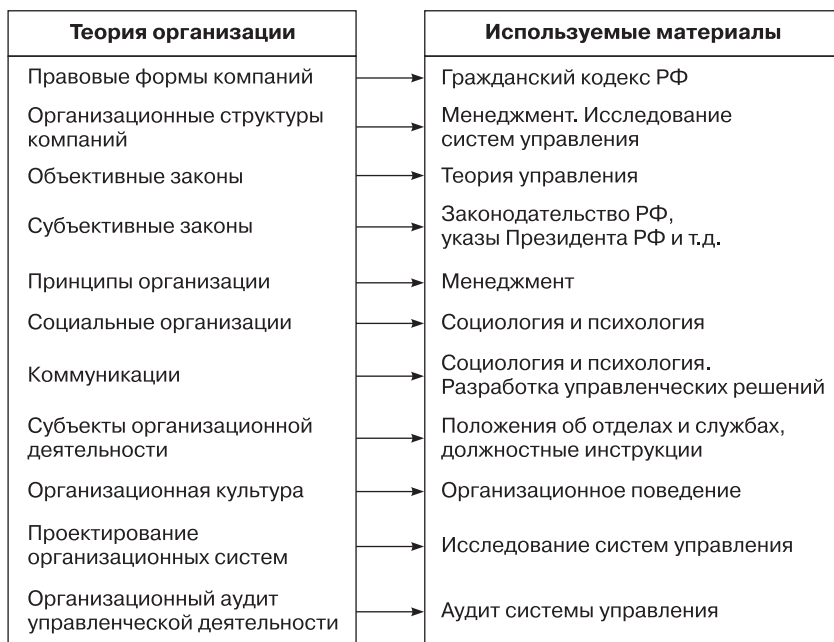 Теория организации
Используемые материалы
Правовые формы компаний
Гражданский кодекс РФ
Организационные структуры
компаний
Менеджмент. Исследование
систем управления
Объективные законы
Теория управления
Субъективные законы
Законодательство РФ,
указы Президента РФ и т.д.
Принципы организации
Менеджмент
Социальные организации
Социология и психология
Коммуникации
Социология и психология.
Разработка управленческих решений
Субъекты организационной
деятельности
Положения об отделах и службах,
должностные инструкции
Организационная культура
Организационное поведение
Проектирование
организационных систем
Исследование систем управления
Организационный аудит
управленческой деятельности
Аудит системы управления